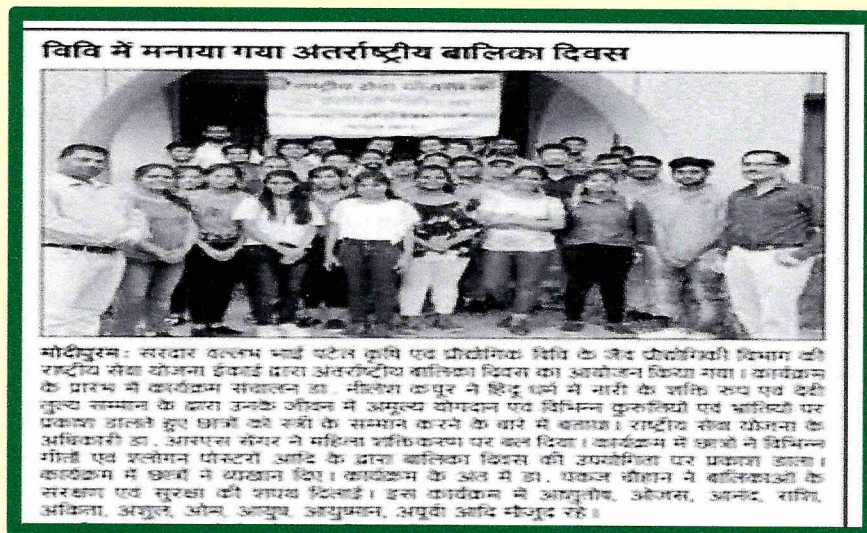 विवि में मनाया गया अंतर्राष्ट्रीय बालिका दिवस
राष्ट्रीय सेवा योजना
मोदीपुरम: सरदार वल्लभ भाई पटेल कृषि एवं प्रौद्योगिक विवि के जैव प्रौद्योगिकी विभाग की
राष्ट्रीय सेवा योजना ईकाई द्वारा अंतर्राष्ट्रीय बालिका दिवस का आयोजन किया गया। कार्यक्रम
के प्रारंभ में कार्यक्रम संचालन डा. नीलेश कपूर ने हिंदू धर्म में नारी के शक्ति रूप एवं देवी
तुल्य सम्मान के द्वारा उनके जीवन में अमूल्य योगदान एवं विभिन्न कुरुतियों एवं भ्रांतियों पर
प्रकाश डालते हुए छात्रों को स्त्री के सम्मान करने के बारे में बताया। राष्ट्रीय सेवा योजना के
अधिकारी डा. आरएस सेंगर ने महिला शक्तिकरण पर बल दिया। कार्यक्रम में छात्रों ने विभिन्न
गीतों एवं श्लोगन पोस्टरों आदि के द्वारा बालिका दिवस की उपयोगिता पर प्रकाश डाला।
कार्यक्रम में छात्रों ने व्याखान दिए। कार्यक्रम के अंत में डा. पंकज चौहान ने बालिकाओं के
संरक्षण एवं सुरक्षा की शपथ दिलाई। इस कार्यक्रम में आशुतोष, ओजस, आनंद, राशि,
अंकिता, अंशुल, ओम, आयुष, आयुष्मान, अपूर्वा आदि मौजूद रहे।